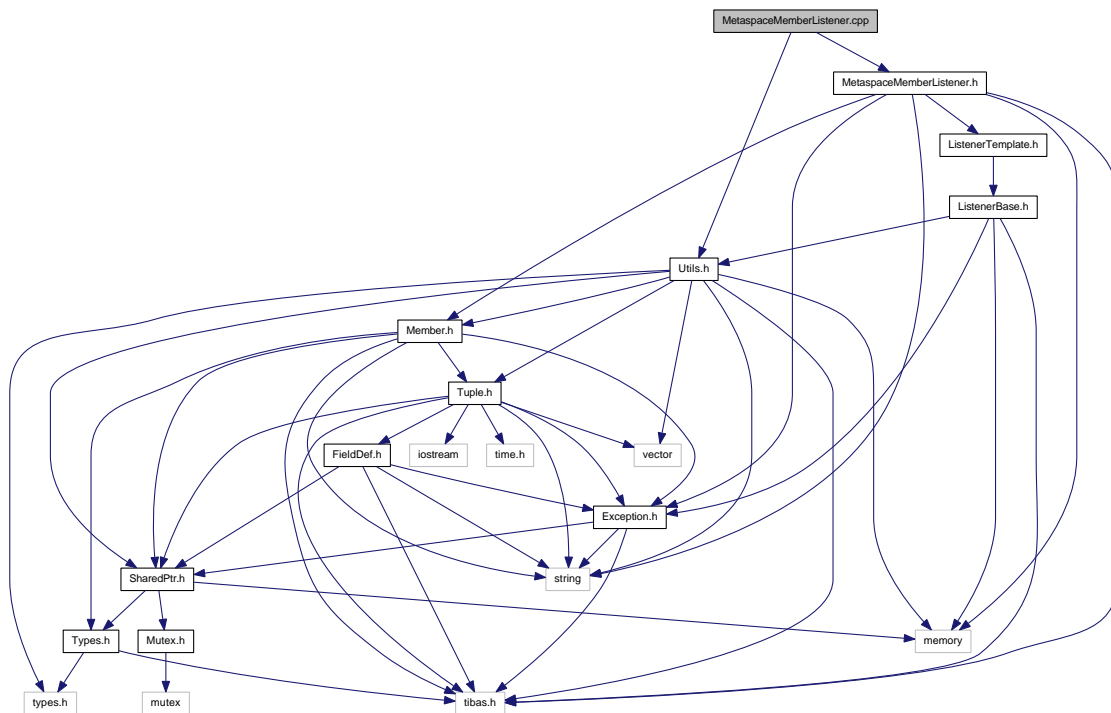 MetaspaceMemberListener.cpp
MetaspaceMemberListener.h
ListenerTemplate.h
ListenerBase.h
Utils.h
Member.h
Tuple.h
FieldDef.h
iostream
time.h
vector
Exception.h
SharedPtr.h
string
Types.h
Mutex.h
memory
types.h
mutex
tibas.h